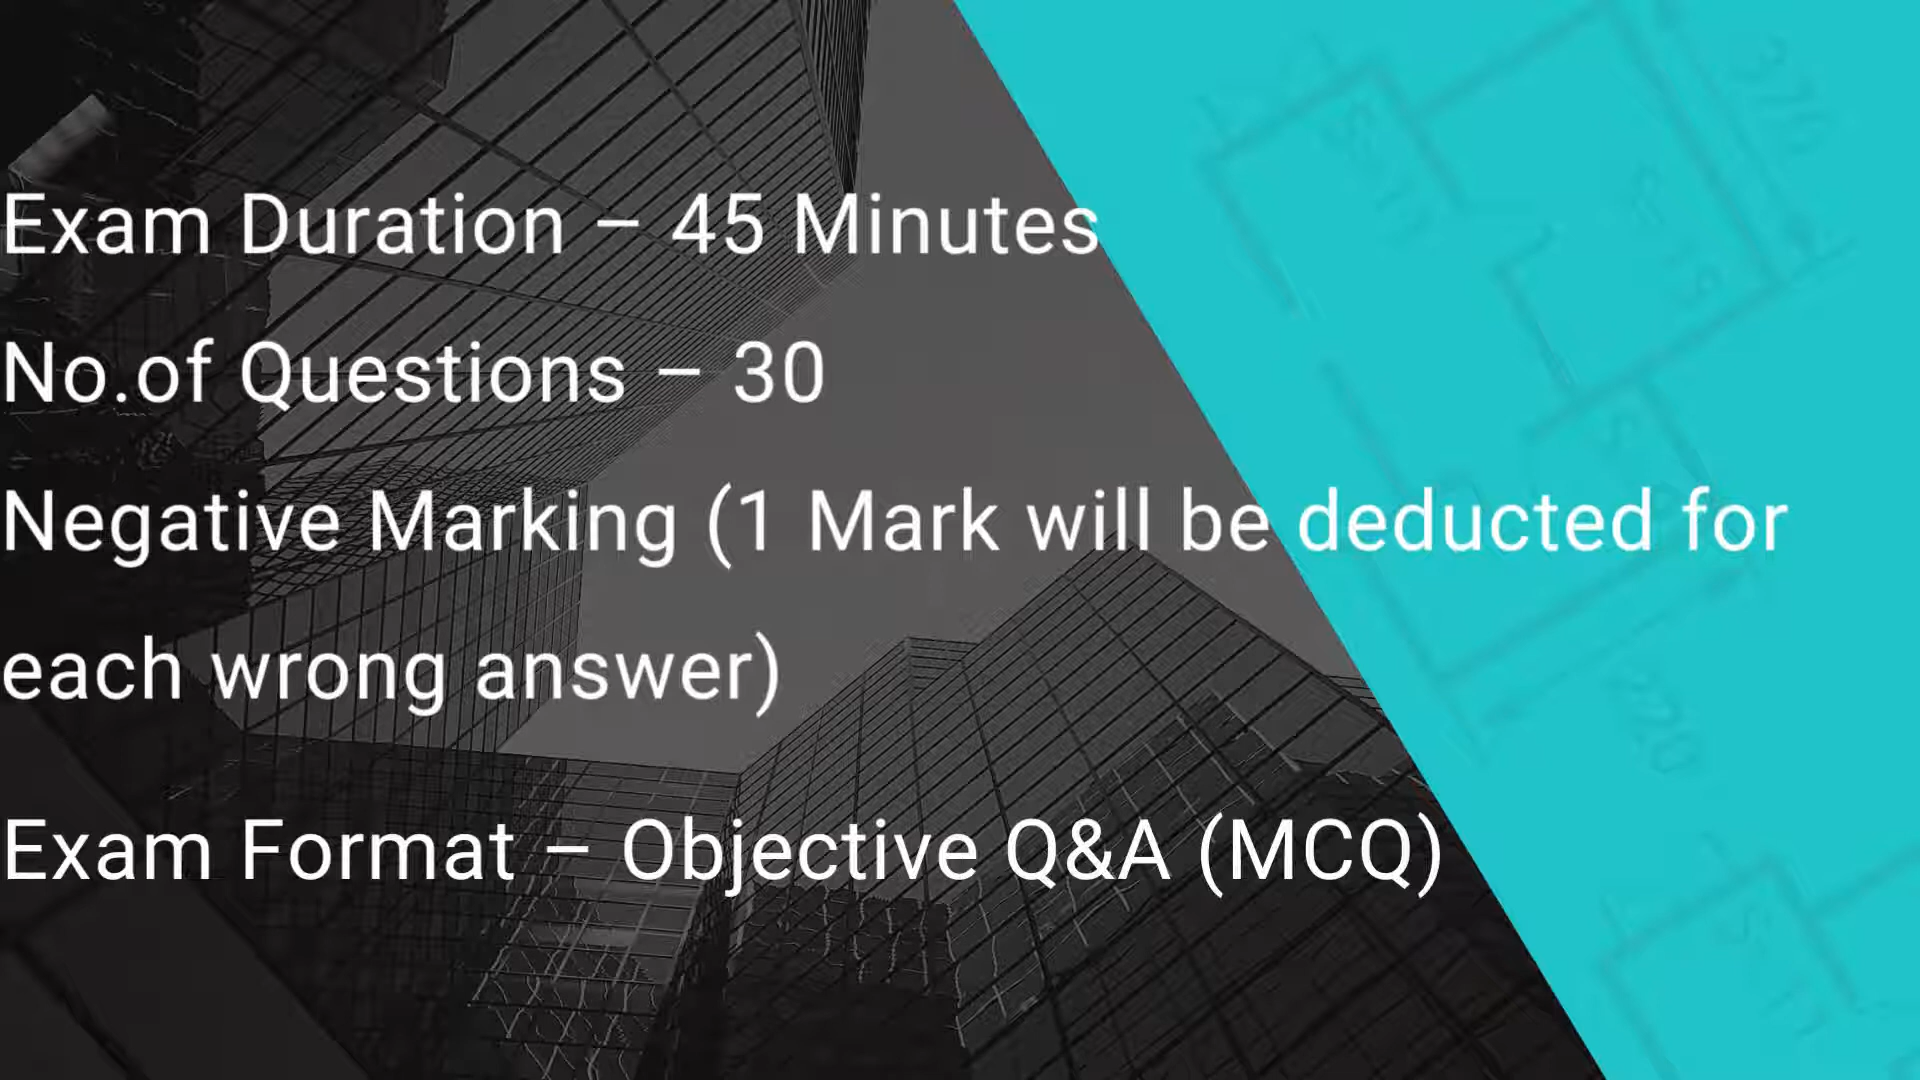 Exam Duration – 45 Minutes
No.of Questions – 30
Negative Marking (1 Mark will be deducted for
each wrong answer)
Exam Format – Objective Q&A (MCQ)